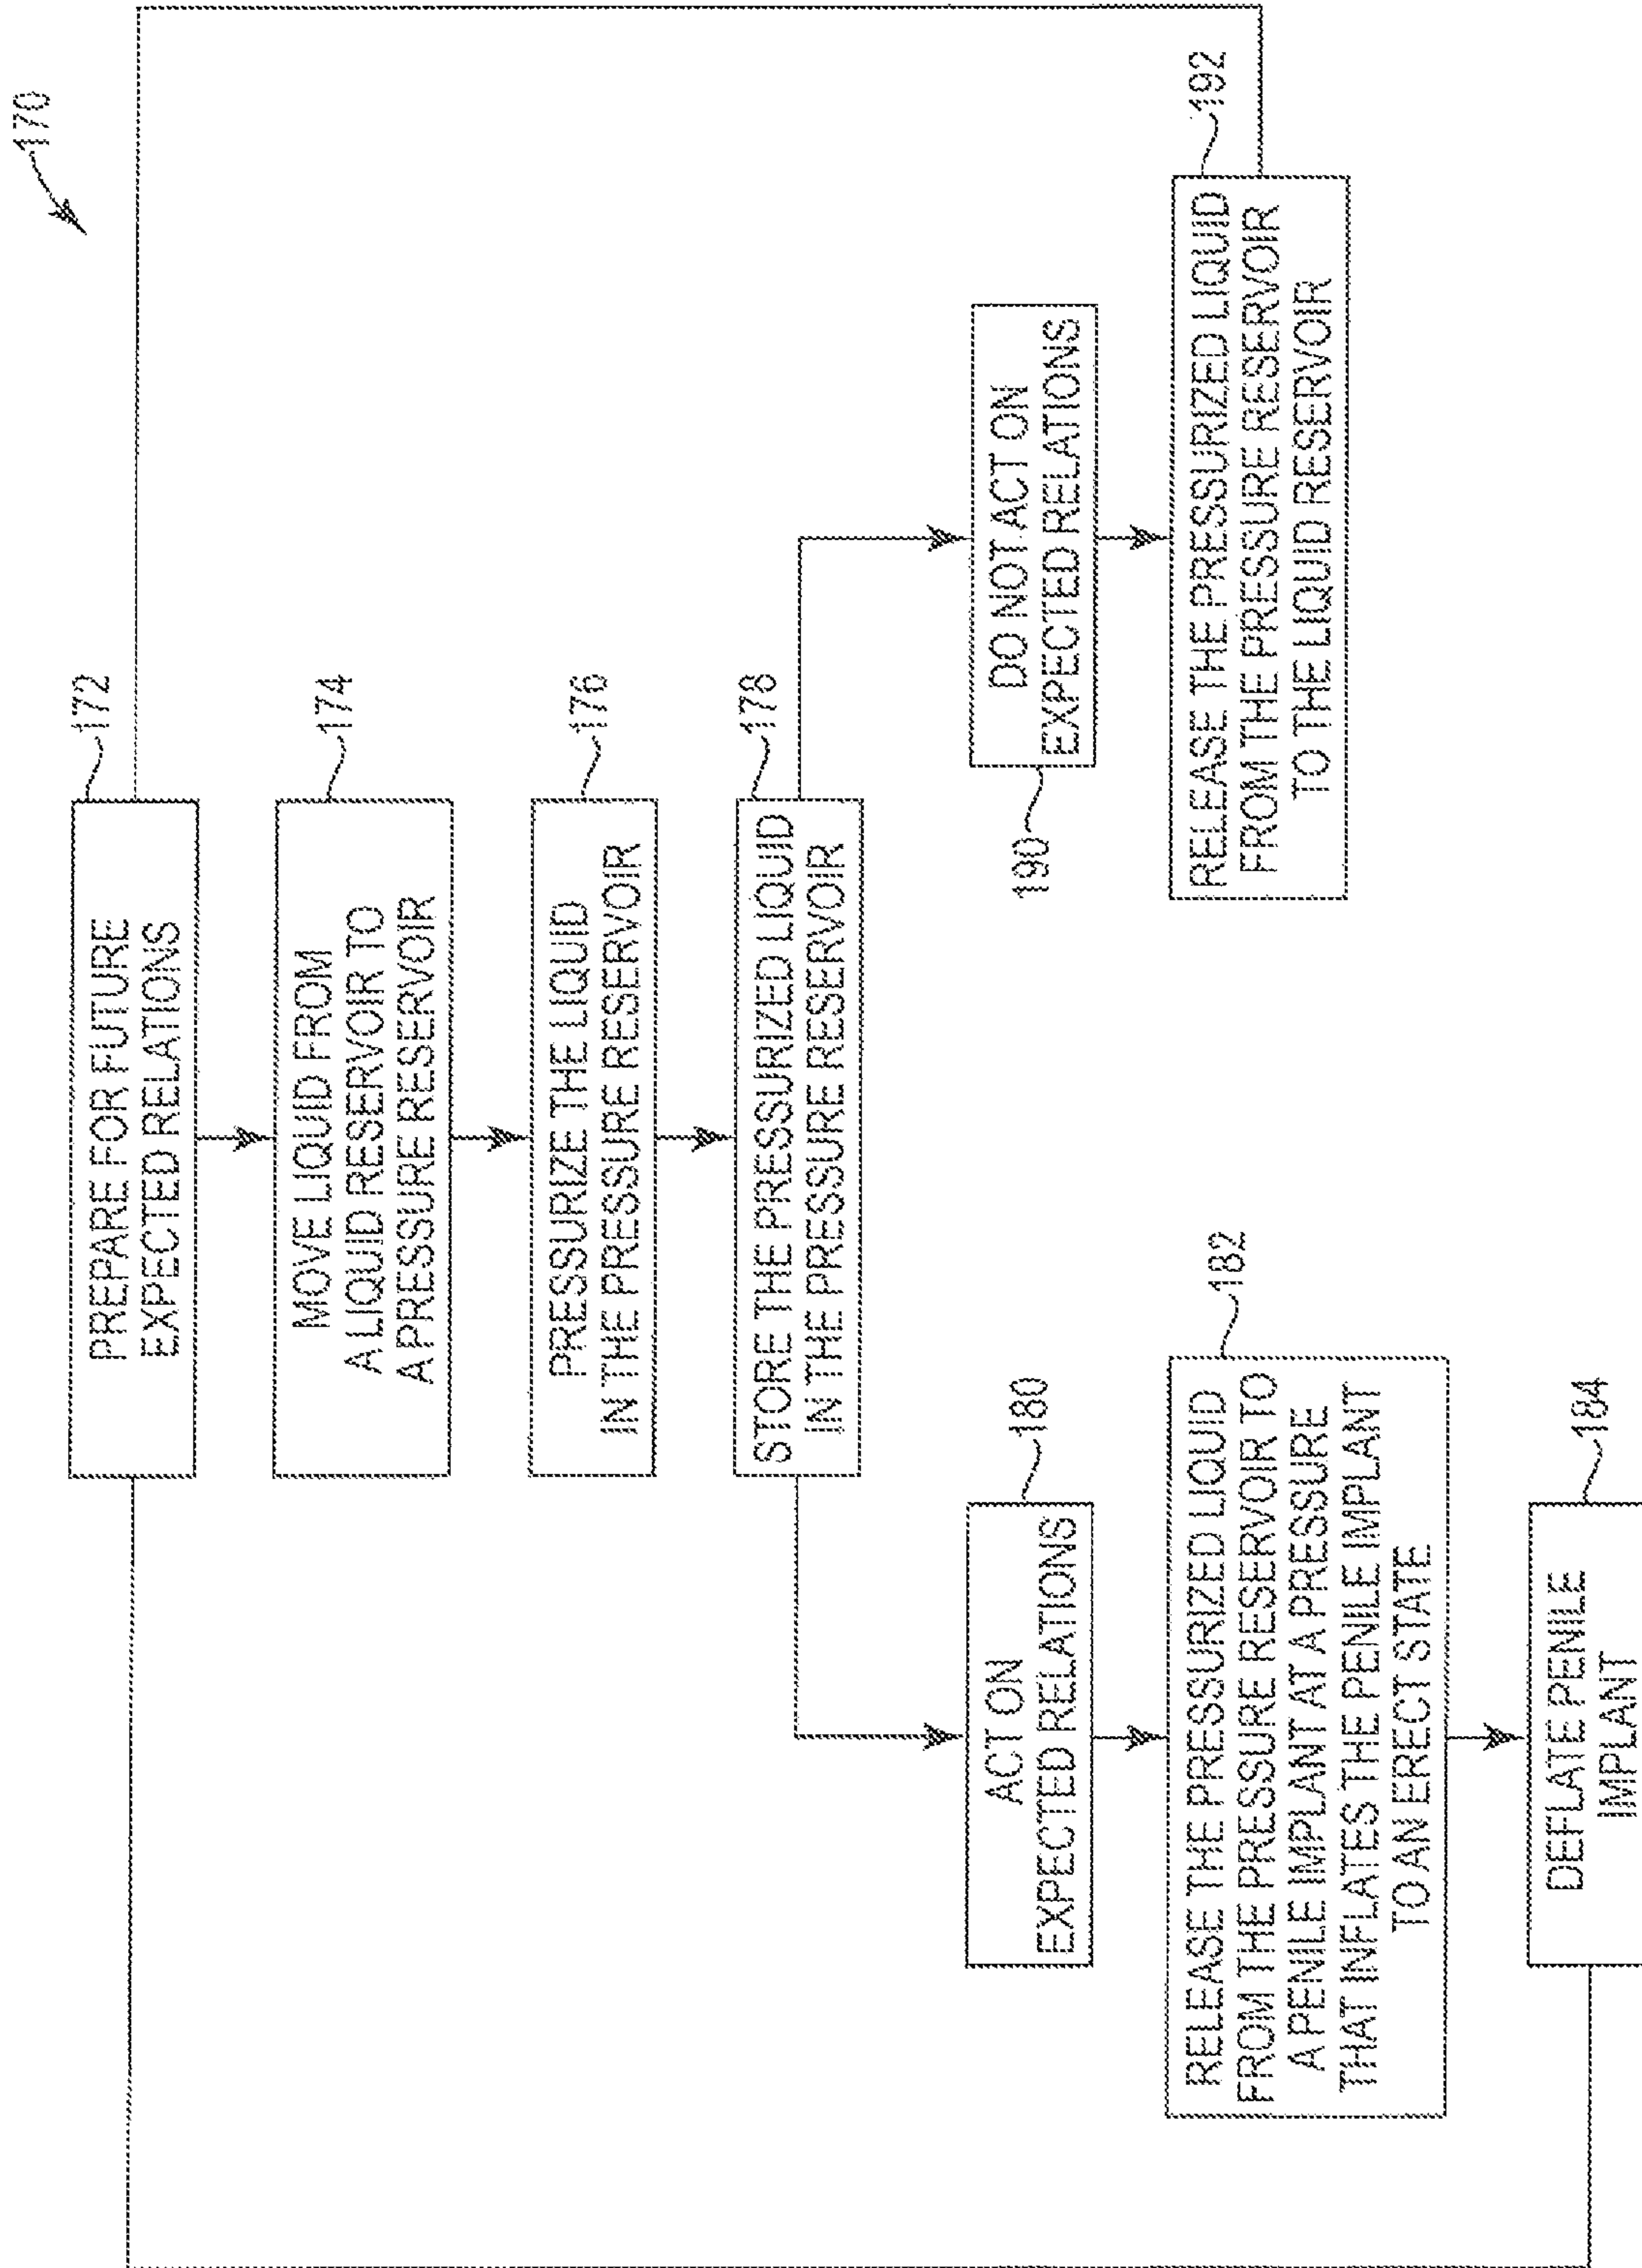 170
172
PREPARE FOR FUTURE
EXPECTED RELATIONS
174
MOVE LIQUID FROM
A LIQUID RESERVOIR TO
A PRESSURE RESERVOIR
176
PRESSURIZE THE LIQUID
IN THE PRESSURE RESERVOIR
178
STORE THE PRESSURIZED LIQUID
IN THE PRESSURE RESERVOIR
180
ACT ON
EXPECTED RELATIONS
182
RELEASE THE PRESSURIZED LIQUID
FROM THE PRESSURE RESERVOIR TO
A PENILE IMPLANT AT A PRESSURE
THAT INFLATES THE PENILE IMPLANT
TO AN ERECT STATE
184
DEFLATE PENILE
IMPLANT
190
DO NOT ACT ON
EXPECTED RELATIONS
192
RELEASE THE PRESSURIZED LIQUID
FROM THE PRESSURE RESERVOIR
TO THE LIQUID RESERVOIR